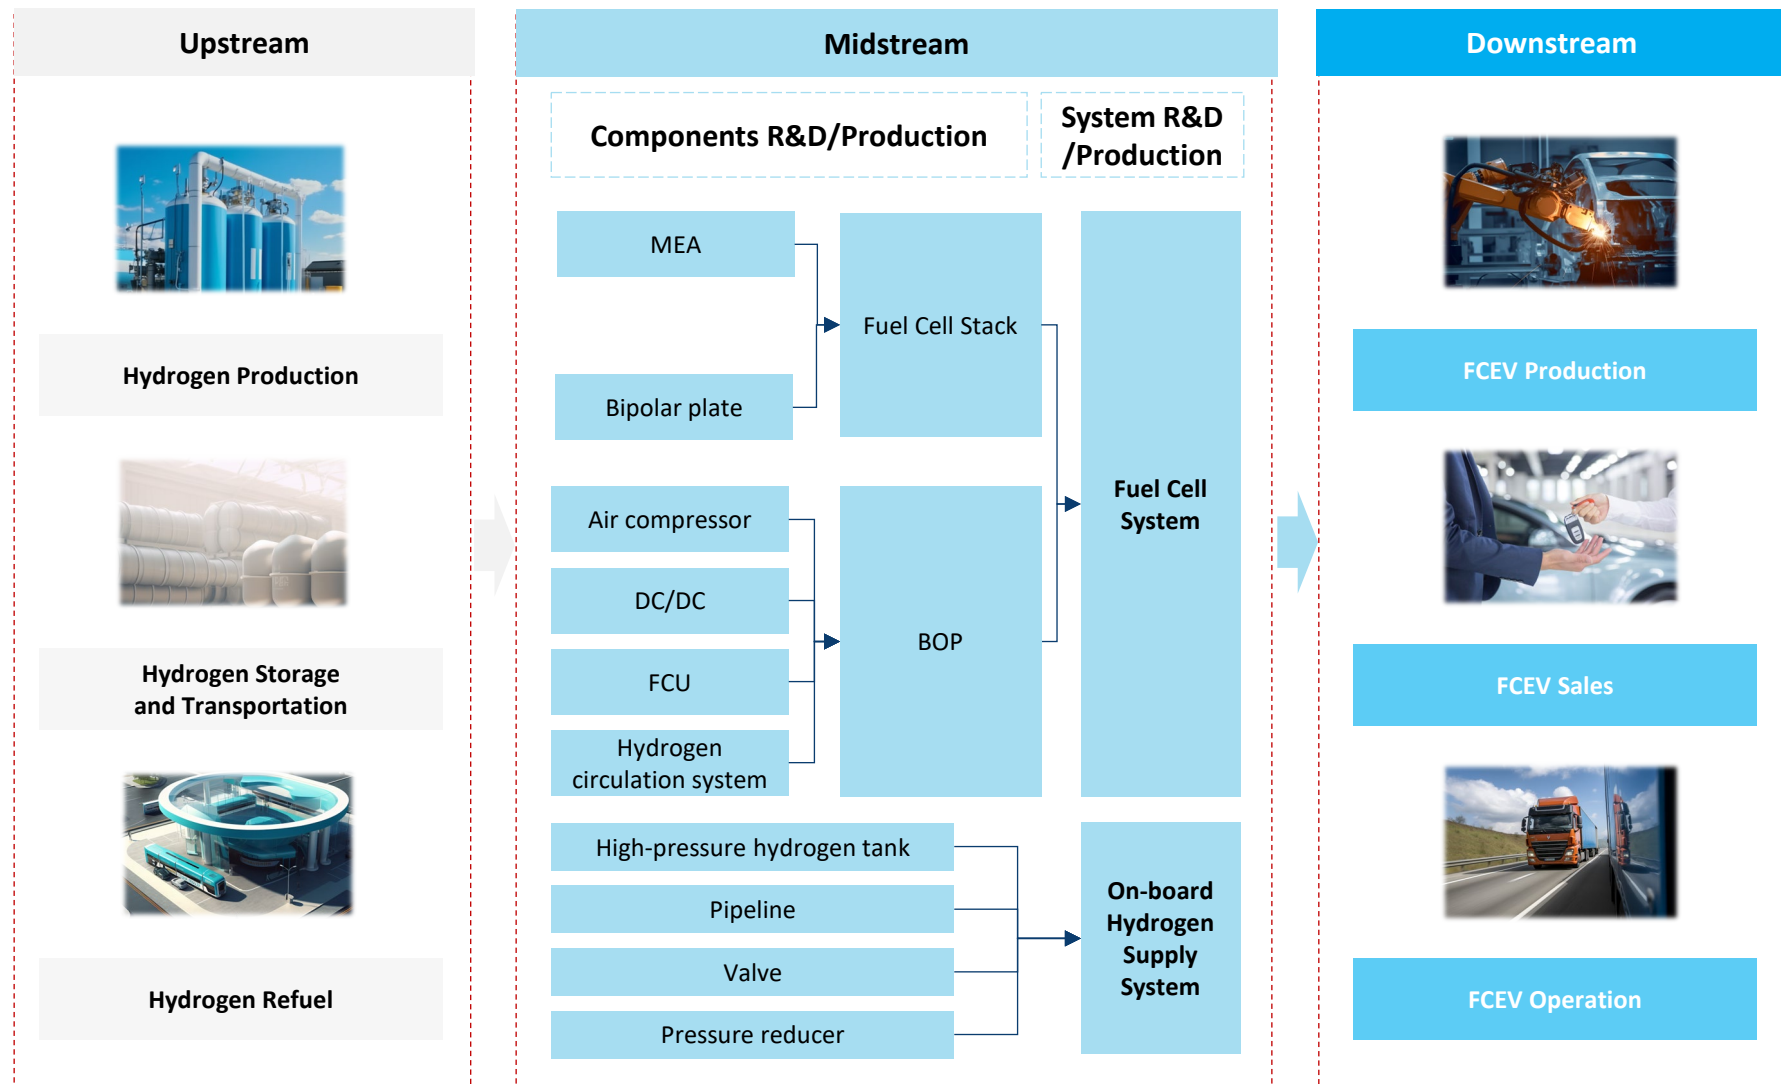 Upstream
Midstream
Downstream
Components R&D/Production
System R&D
/Production
Hydrogen Production
Hydrogen Storage
and Transportation
Hydrogen Refuel
MEA
Bipolar plate
Fuel Cell Stack
Air compressor
DC/DC
FCU
Hydrogen
circulation system
BOP
Fuel Cell
System
High-pressure hydrogen tank
Pipeline
Valve
Pressure reducer
On-board
Hydrogen
Supply
System
FCEV Production
FCEV Sales
FCEV Operation